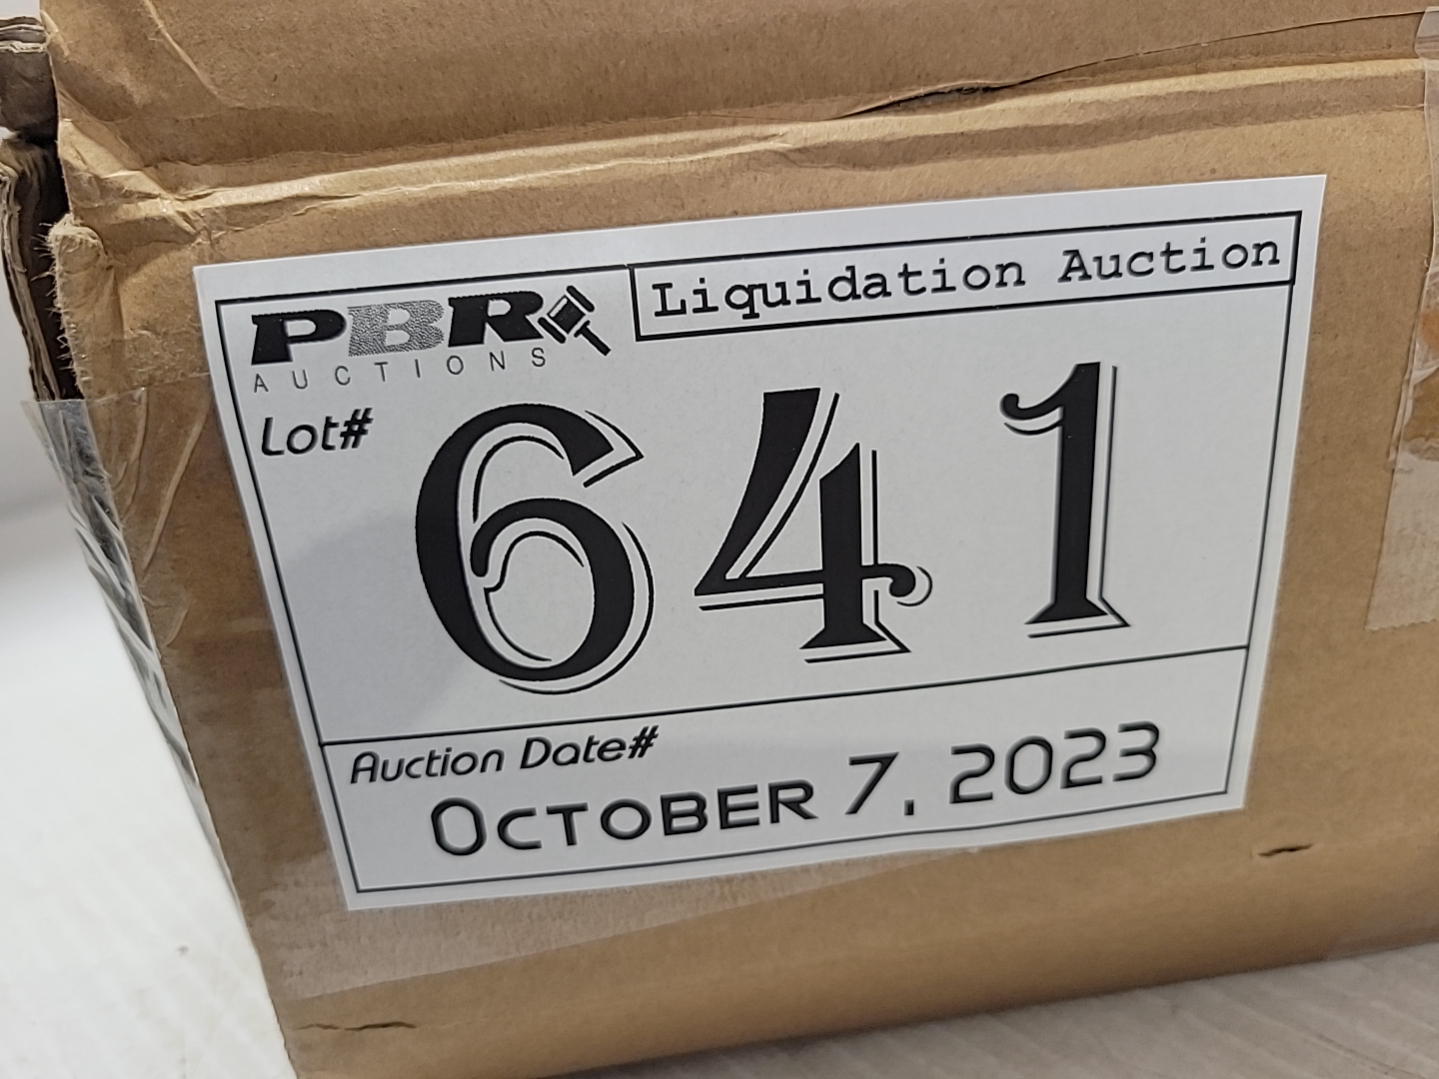 PBR
AUCTIONS
Liquidation Auction
Lot#
641
Auction Date#
OCTOBER 7, 2023